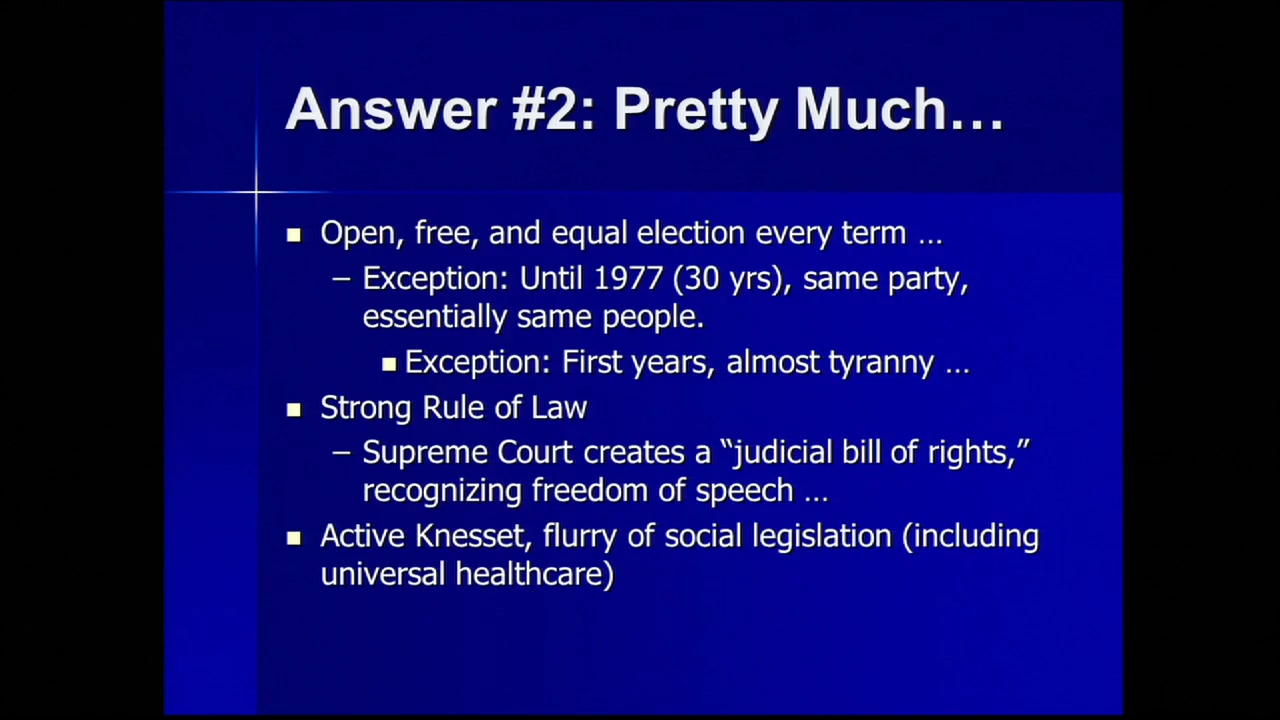 Answer #2: Pretty Much…
Open, free, and equal election every term …
– Exception: Until 1977 (30 yrs), same party,
essentially same people.
Exception: First years, almost tyranny …
Strong Rule of Law
– Supreme Court creates a “judicial bill of rights,”
recognizing freedom of speech …
Active Knesset, flurry of social legislation (including
universal healthcare)